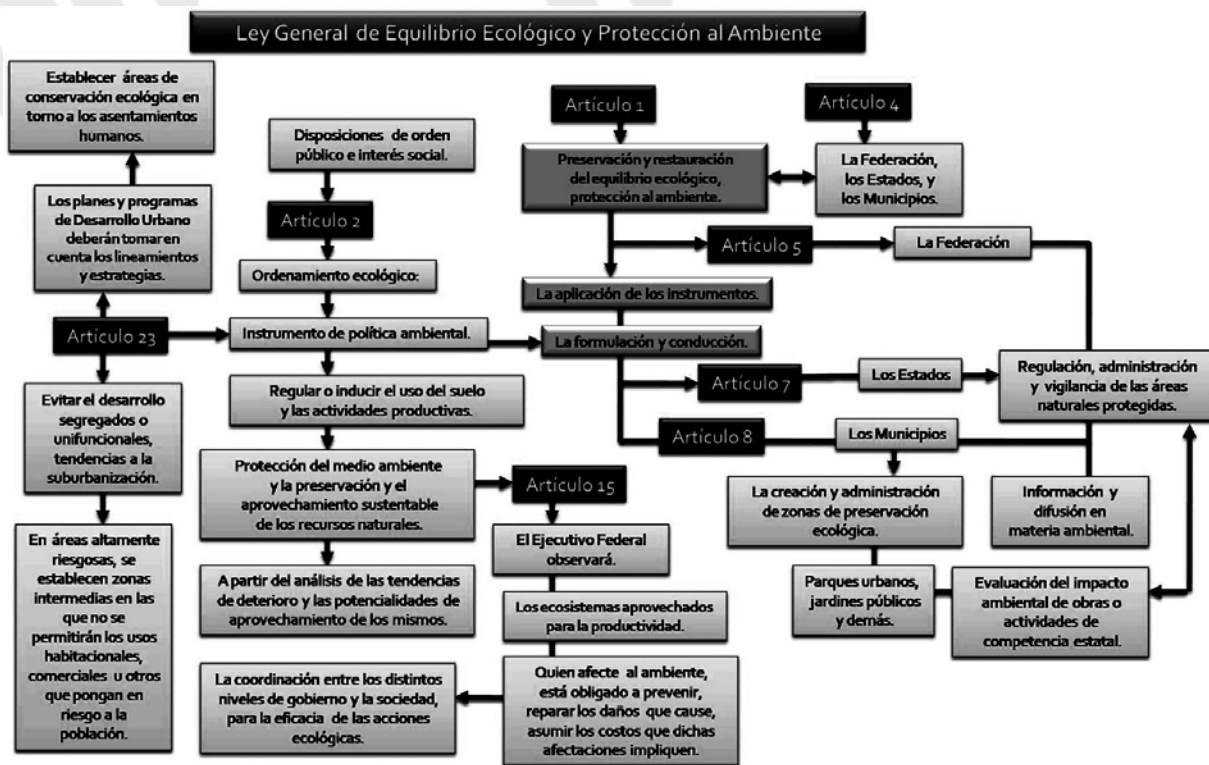 Ley General de Equilibrio Ecológico y Protección al Ambiente
Establecer áreas de
conservación ecológica en
torno a los asentamientos
humanos.
Los planes y programas
de Desarrollo Urbano
deberán tomar en
cuenta los lineamientos
y estrategias.
Artículo 23
Evitar el desarrollo
segregados o
unifuncionales,
tendencias a la
suburbanización.
En áreas altamente
riesgosas, se
establecen zonas
intermedias en las
que no se
permitirán los usos
habitacionales,
comerciales u otros
que pongan en
riesgo a la
población.
Disposiciones de orden
público e interés social.
Artículo 2
Ordenamiento ecológico:
Instrumento de política ambiental.
Regular o inducir el uso del suelo
y las actividades productivas.
Protección del medio ambiente
y la preservación y el
aprovechamiento sustentable
de los recursos naturales.
A partir del análisis de las tendencias
de deterioro y las potencialidades de
aprovechamiento de los mismos.
La coordinación entre los distintos
niveles de gobierno y la sociedad,
para la eficacia de las acciones
ecológicas.
Artículo 15
El Ejecutivo Federal
observará.
Los ecosistemas aprovechados
para la productividad.
Quien afecte al ambiente,
está obligado a prevenir,
reparar los daños que cause,
asumir los costos que dichas
afectaciones impliquen.
Artículo 1
Preservación y restauración
del equilibrio ecológico,
protección al ambiente.
Artículo 4
La Federación,
los Estados, y
los Municipios.
Artículo 5
La Federación
La aplicación de los instrumentos.
La formulación y conducción.
Artículo 7
Los Estados
Regulación, administración
y vigilancia de las áreas
naturales protegidas.
Artículo 8
Los Municipios
La creación y administración
de zonas de preservación
ecológica.
Información y
difusión en
materia ambiental.
Parques urbanos,
jardines públicos
y demás.
Evaluación del impacto
ambiental de obras o
actividades de
competencia estatal.